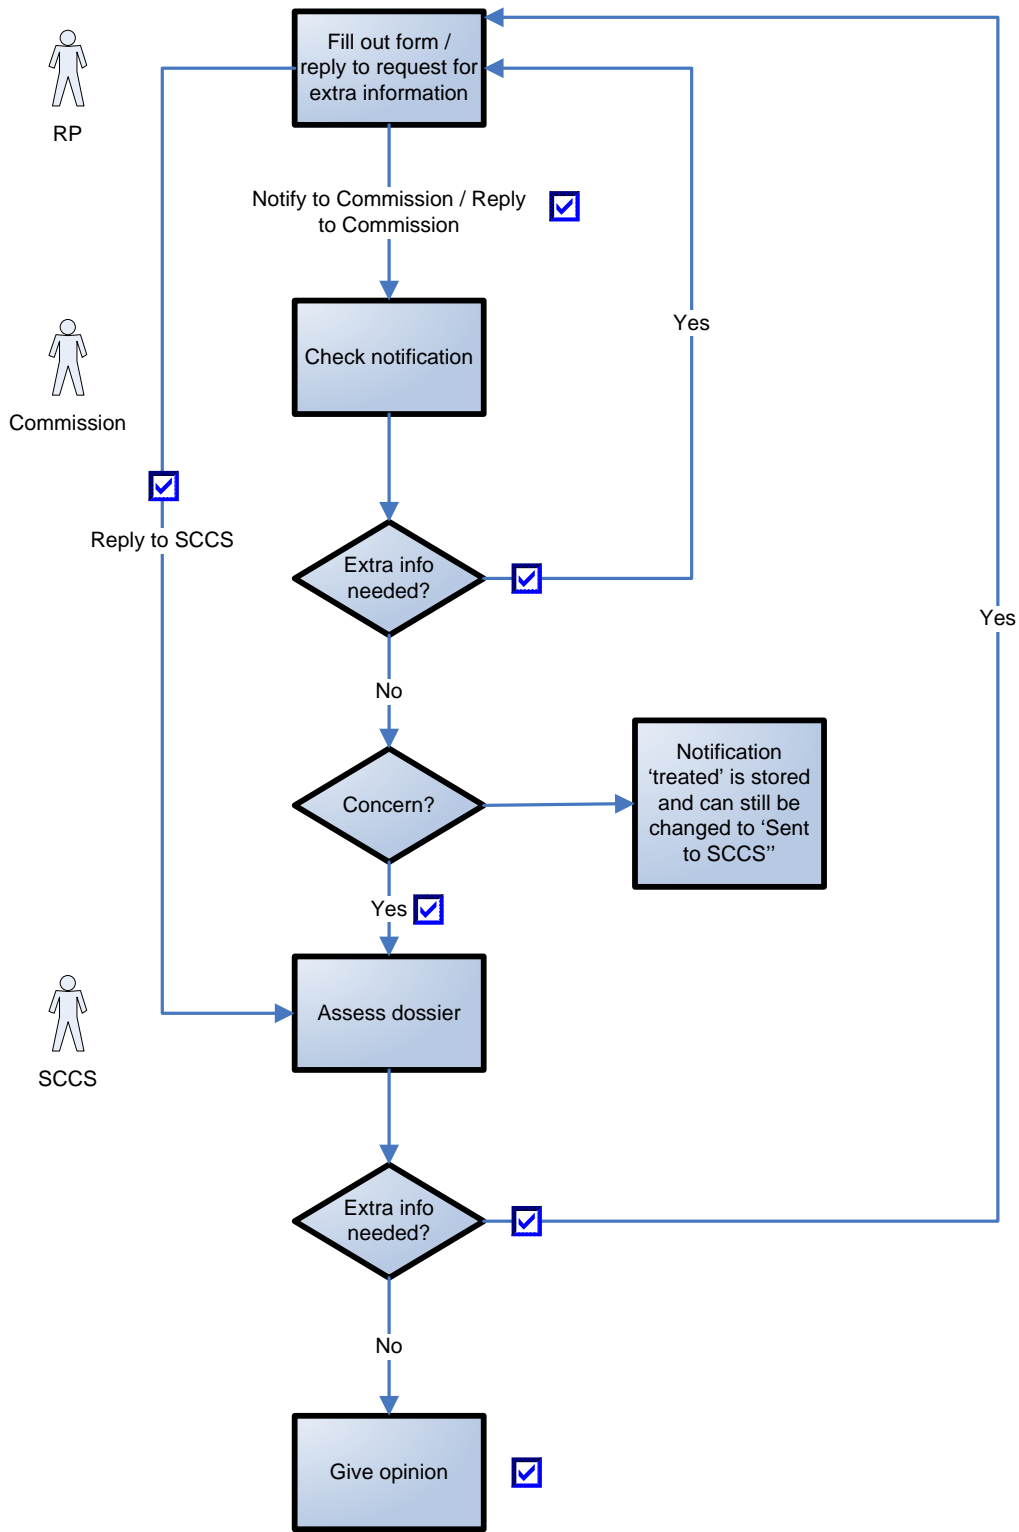 Fill out form /
reply to request for
extra information
RP
Notify to Commission / Reply
to Commission
Yes
Check notification
Commission
Reply to SCCS
Extra info
needed?
Yes
No
Notification
‘treated’ is stored
and can still be
changed to ‘Sent
to SCCS’’
Concern?
Yes
Assess dossier
SCCS
Extra info
needed?
No
Give opinion